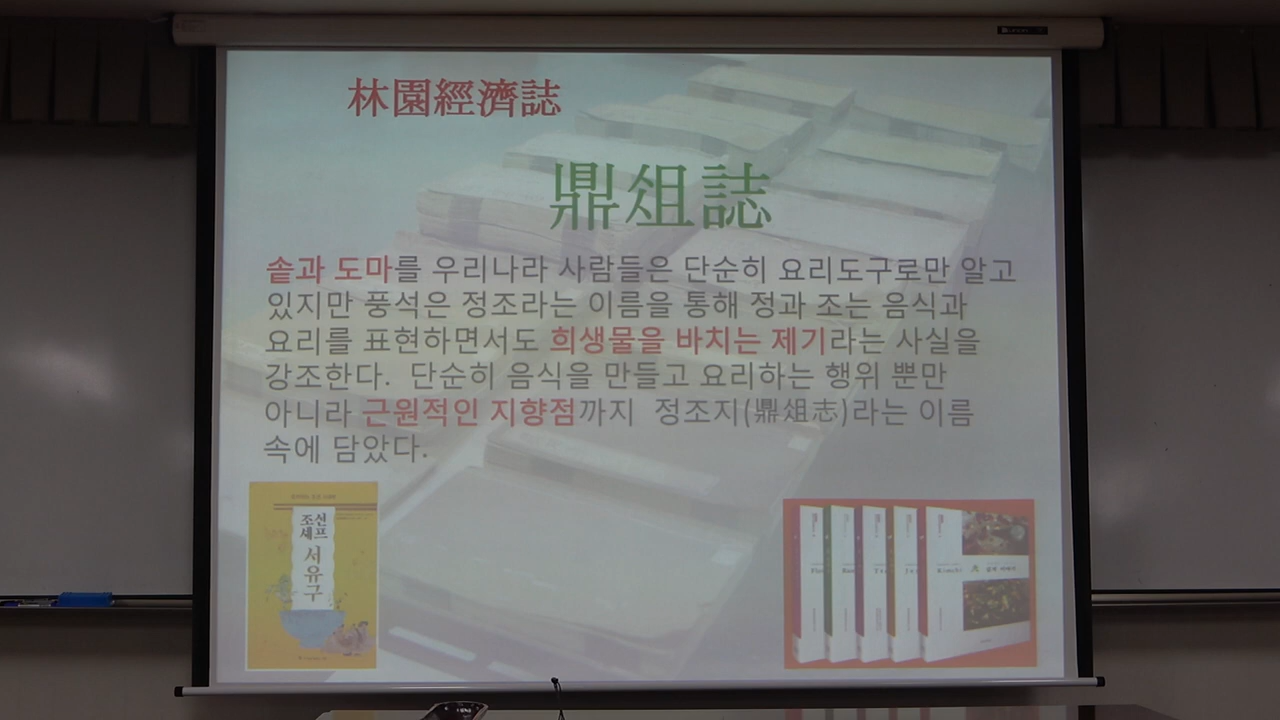 林園經濟誌
鼎俎誌
솥과 도마를 우리나라 사람들은 단순히 요리도구로만 알고
있지만 풍석은 정조라는 이름을 통해 정과 조는 음식과
요리를 표현하면서도 희생물을 바치는 제기라는 사실을
강조한다. 단순히 음식을 만들고 요리하는 행위 뿐만
아니라 근원적인 지향점까지 정조지(鼎俎志)라는 이름
속에 담았다.
조선
셰프
서유구